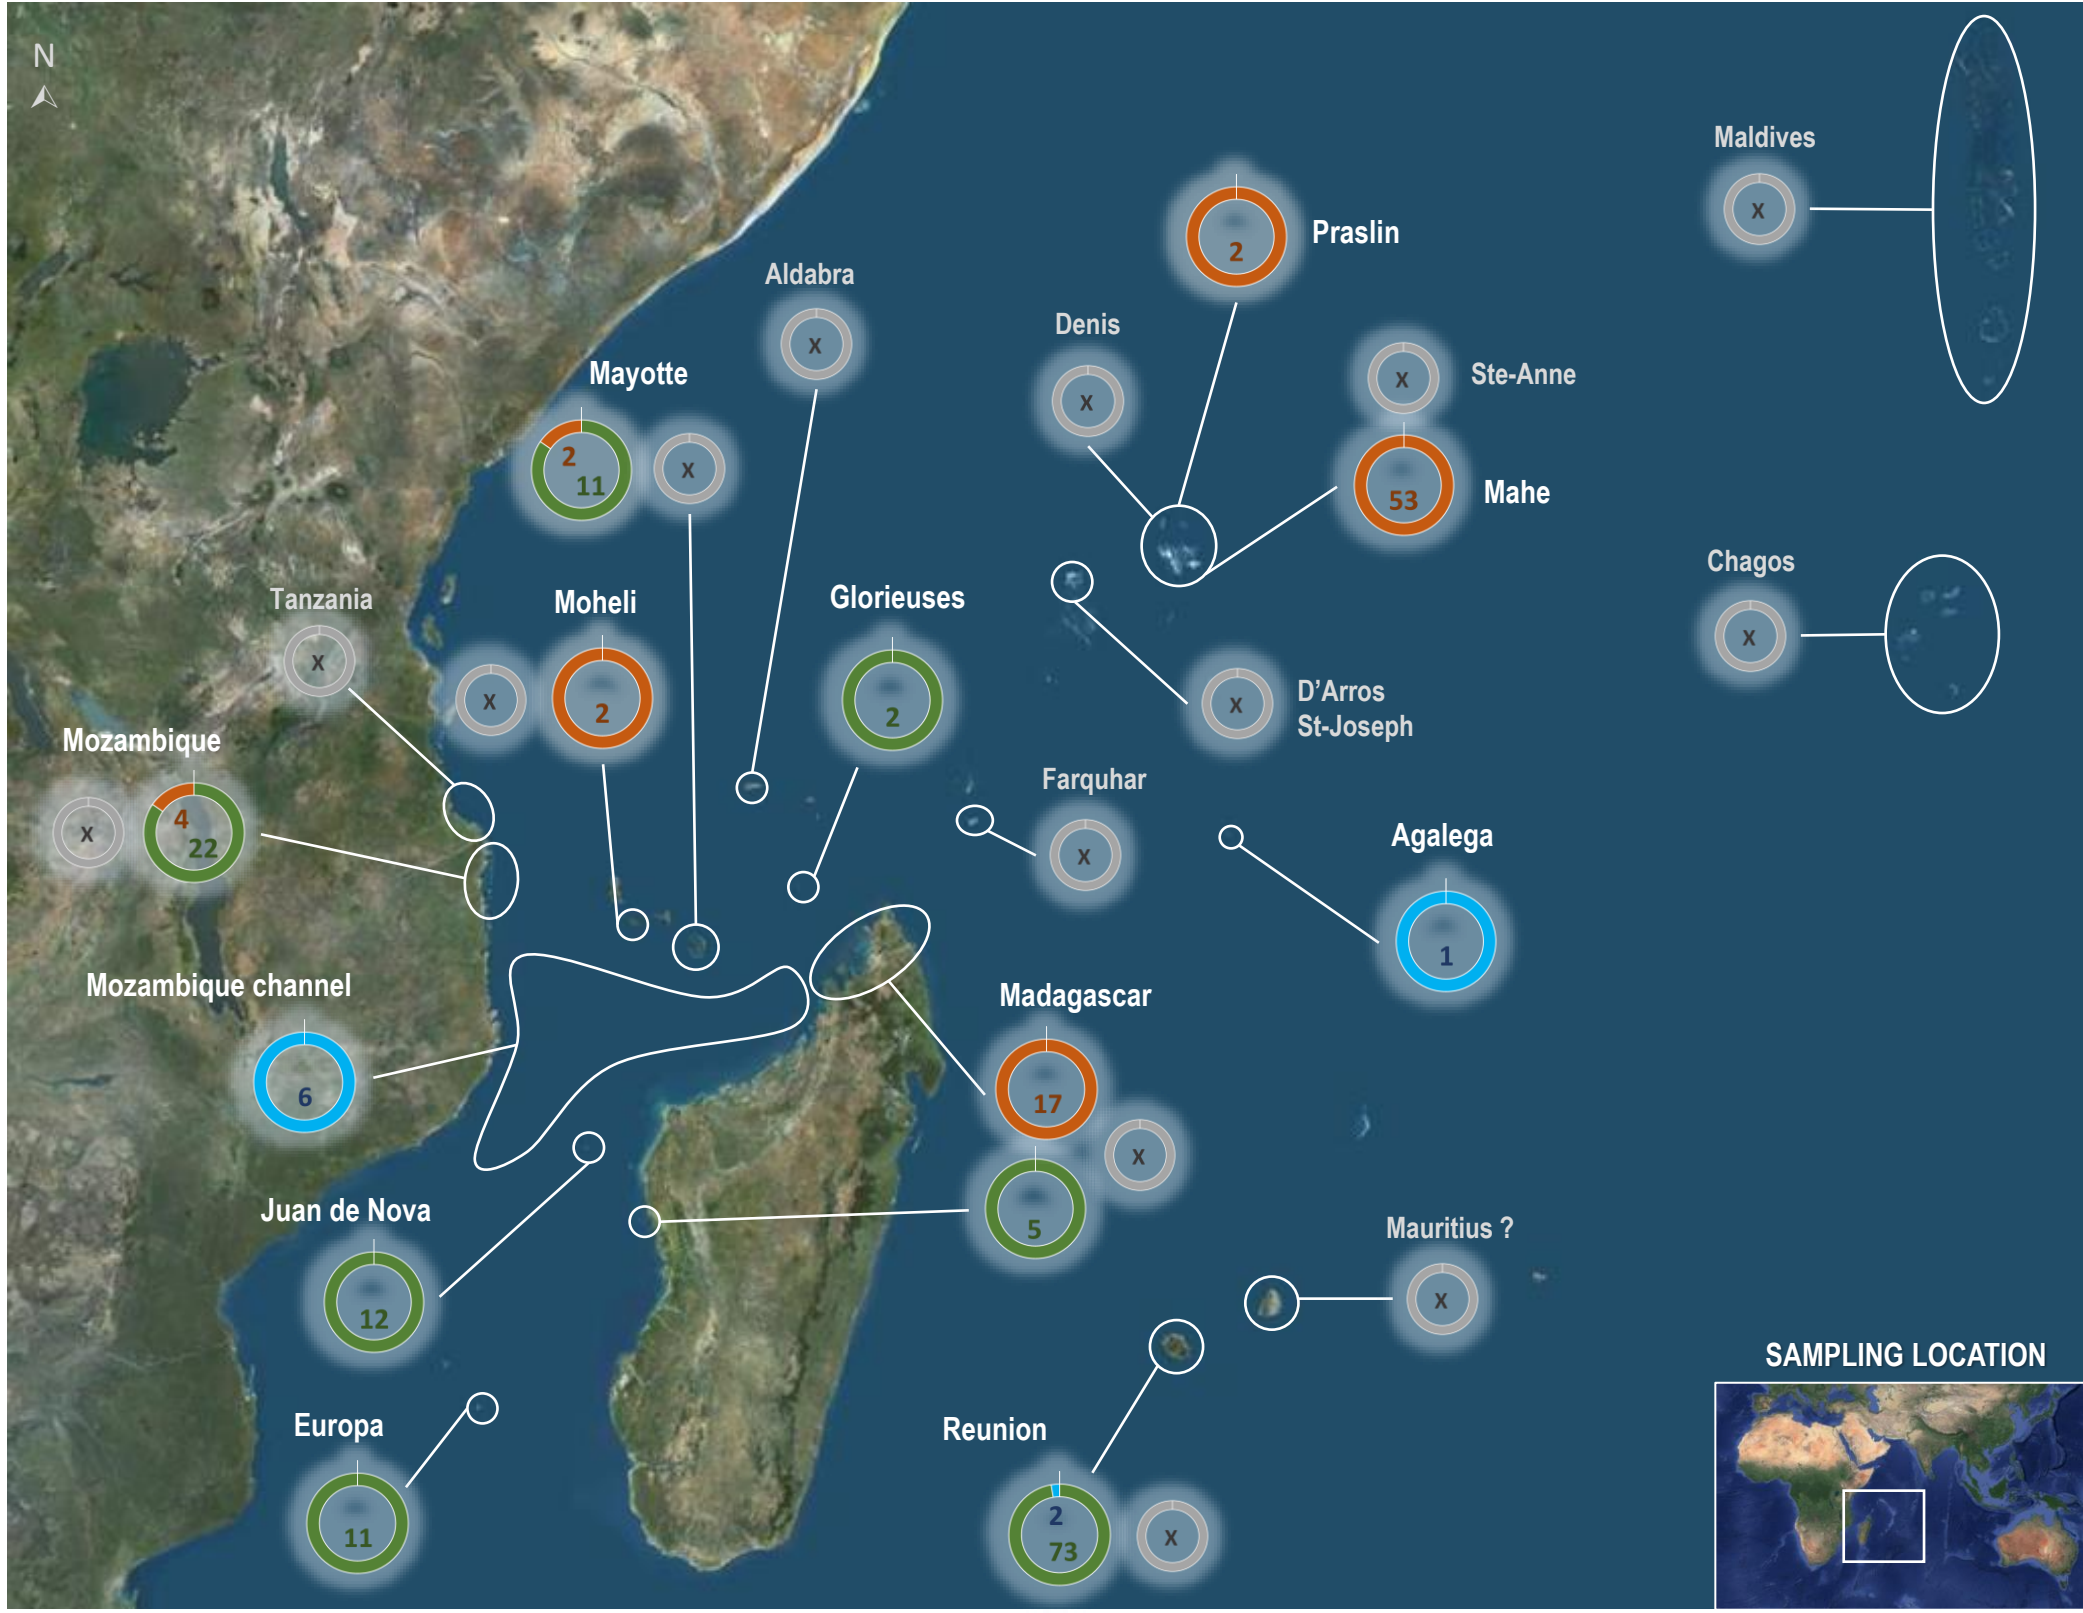 N
Maldives
x
Praslin
2
Aldabra
x
Denis
x
Ste-Anne
x
Mayotte
2
11
x
Mahe
53
Chagos
x
Tanzania
x
Moheli
x
2
Glorieuses
2
D'Arros
St-Joseph
x
Mozambique
x
4
22
Farquhar
x
Agalega
1
Mozambique channel
6
Madagascar
17
x
5
Juan de Nova
12
Mauritius ?
x
SAMPLING LOCATION
Europa
11
Reunion
2
73
x